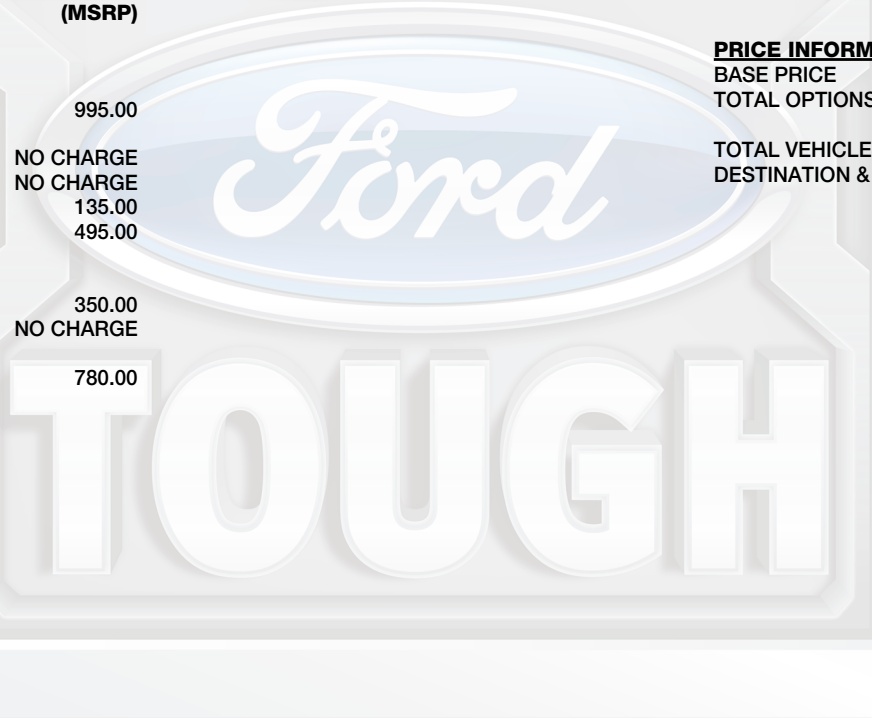 (MSRP)
995.00
NO CHARGE
NO CHARGE
135.00
495.00
350.00
NO CHARGE
780.00
PRICE INFORM
BASE PRICE
TOTAL OPTIONS
TOTAL VEHICLE
DESTINATION &
Ford
TOUGH